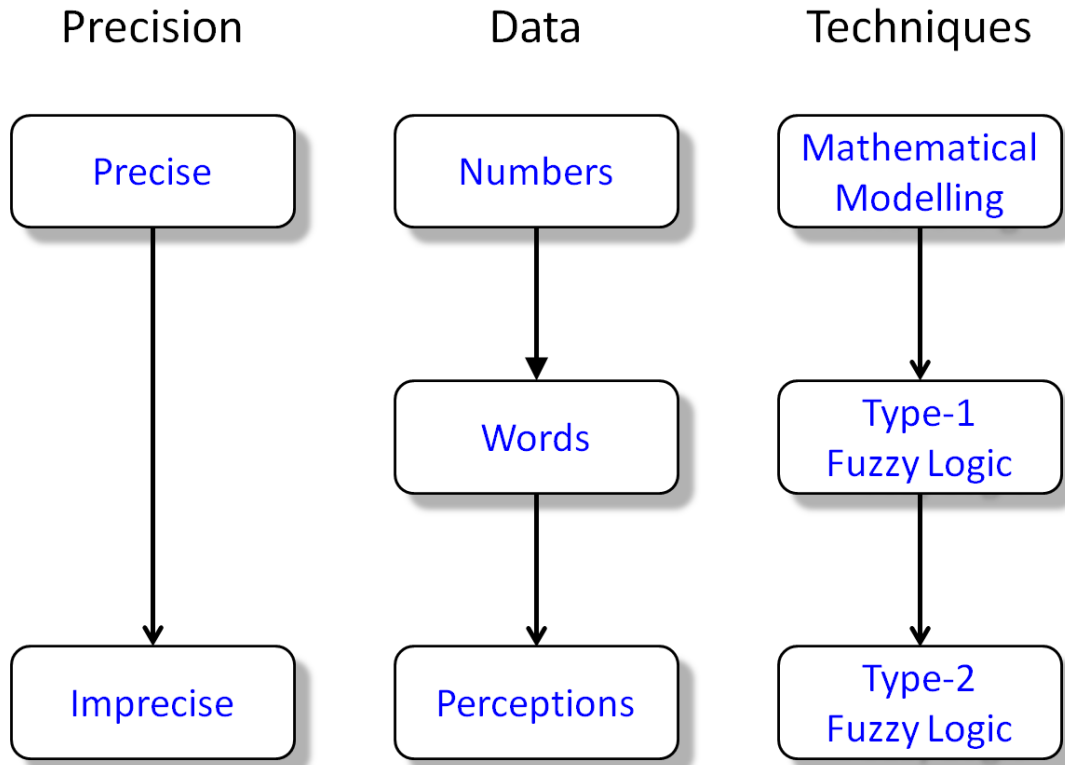 Precision
Data
Techniques
Precise
Numbers
Mathematical
Modelling
Words
Type-1
Fuzzy Logic
Imprecise
Perceptions
Type-2
Fuzzy Logic